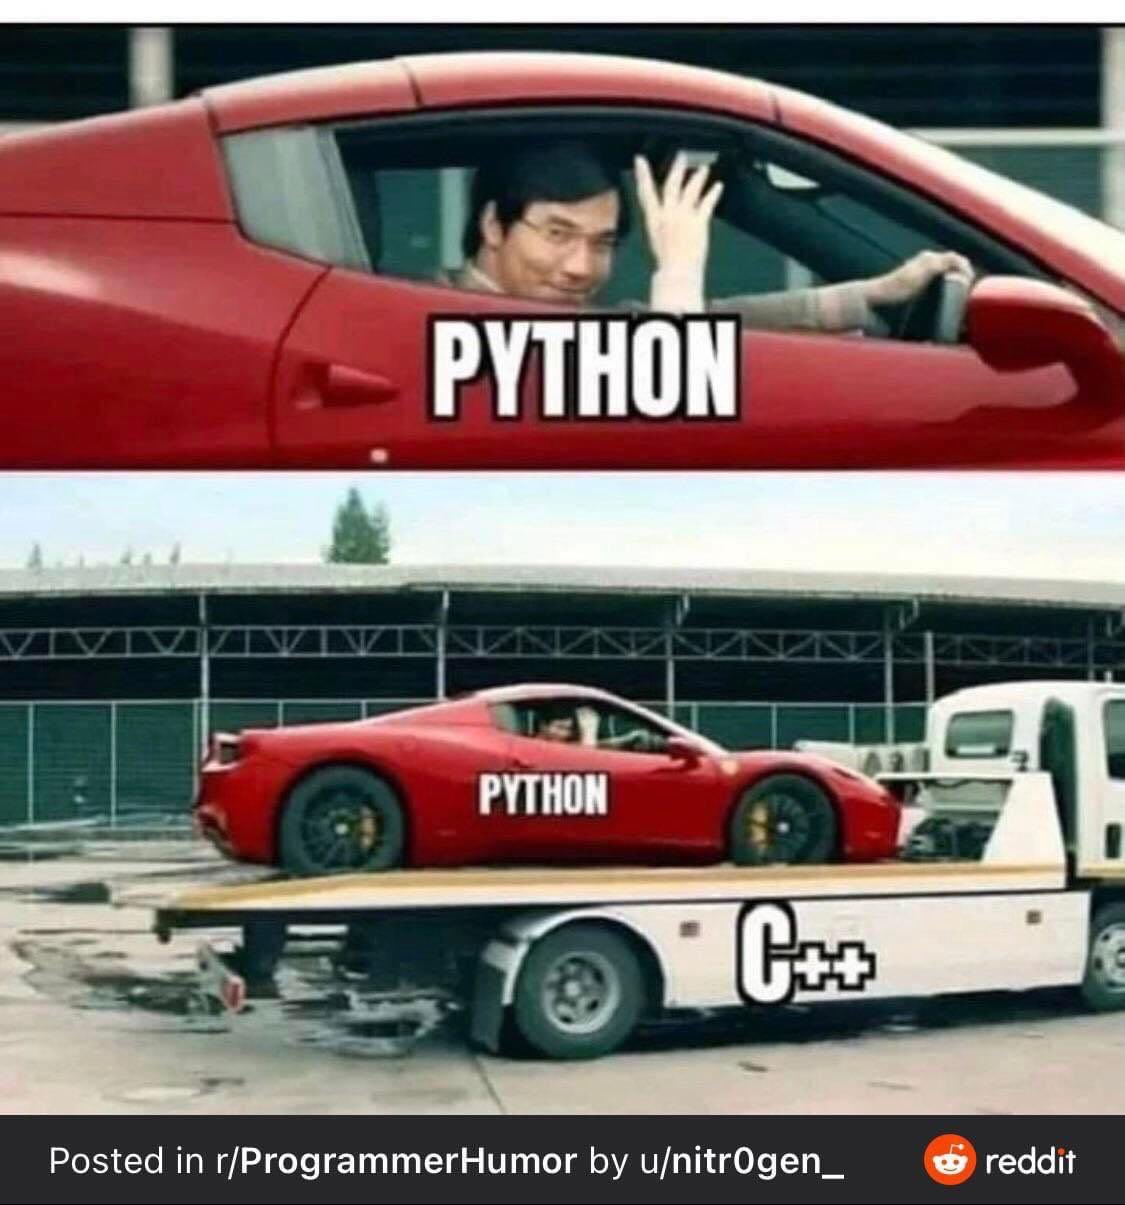 PYTHON
PYTHON
C++
Posted in r/ProgrammerHumor by u/nitr0gen_
reddit